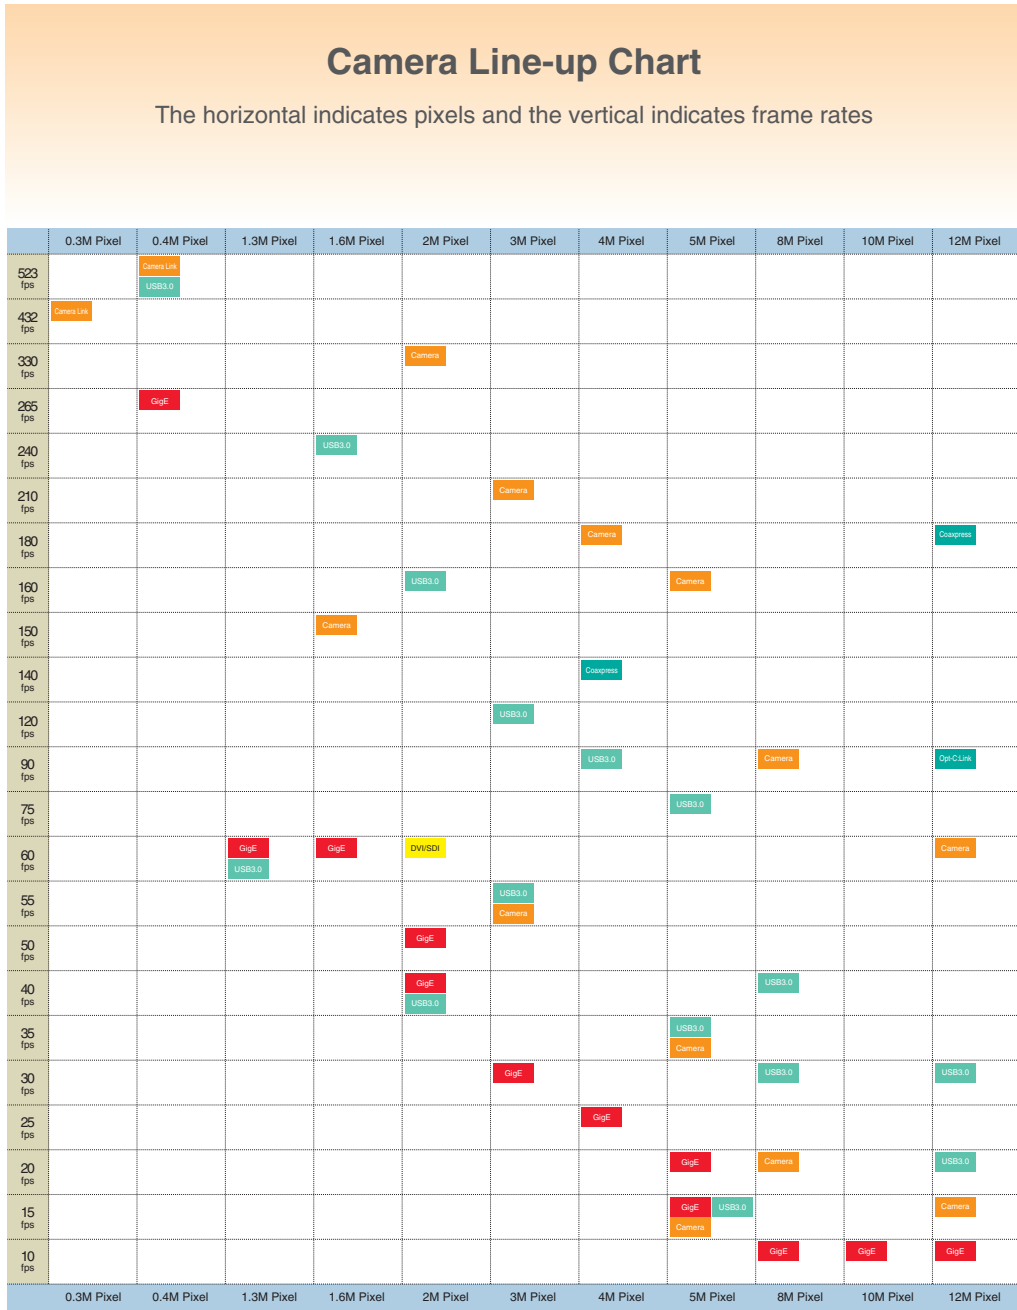 Camera Line-up Chart
The horizontal indicates pixels and the vertical indicates frame rates
0.3M Pixel 0.4M Pixel 1.3M Pixel 1.6M Pixel 2M Pixel 3M Pixel 4M Pixel 5M Pixel 8M Pixel 10M Pixel 12M Pixel
523 fps Camera Link
USB3.0
432 fps Camera Link
330 fps Camera
265 fps GigE
240 fps USB3.0
210 fps Camera
180 fps Camera Coaxpress
160 fps USB3.0 Camera
150 fps Camera
140 fps Coaxpress
120 fps USB3.0
90 fps USB3.0 Camera Opt-C:Link
75 fps USB3.0
60 fps GigE GigE DVI/SDI Camera
USB3.0
55 fps USB3.0
Camera
50 fps GigE
40 fps GigE USB3.0
USB3.0
35 fps USB3.0
Camera
30 fps GigE USB3.0 USB3.0
25 fps GigE
20 fps GigE Camera USB3.0
15 fps GigE USB3.0 Camera
Camera
10 fps GigE GigE GigE
0.3M Pixel 0.4M Pixel 1.3M Pixel 1.6M Pixel 2M Pixel 3M Pixel 4M Pixel 5M Pixel 8M Pixel 10M Pixel 12M Pixel